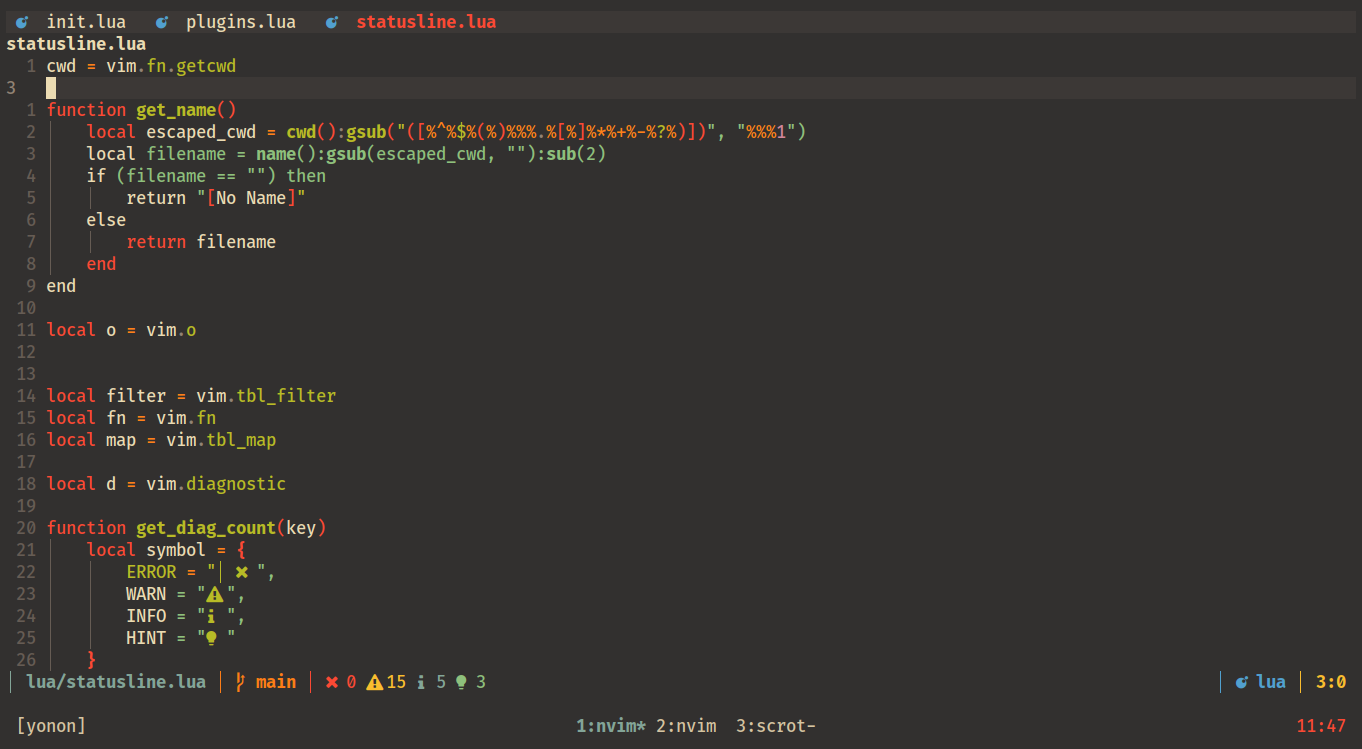 init.lua plugins.lua statusline.lua
statusline.lua
1 cwd = vim.fn.getcwd
3
1 function get_name()
2 local escaped_cwd = cwd():gsub("([%^%$%(%)%%%.%[%]%*%+%-%?%)])", "%%%1")
3 local filename = name():gsub(escaped_cwd, ""):sub(2)
4 if (filename == "") then
5 return "[No Name]"
6 else
7 return filename
8 end
9 end
10
11 local o = vim.o
12
13
14 local filter = vim.tbl_filter
15 local fn = vim.fn
16 local map = vim.tbl_map
17
18 local d = vim.diagnostic
19
20 function get_diag_count(key)
21 local symbol = {
22 ERROR = "| ✖ ",
23 WARN = "⚠ ",
24 INFO = "ℹ ",
25 HINT = "💡 "
26 }
| lua/statusline.lua | main | ✖ 0 ⚠ 15 ℹ 5 💡 3 | lua | 3:0
[yonon] 1:nvim* 2:nvim 3:scrot- 11:47